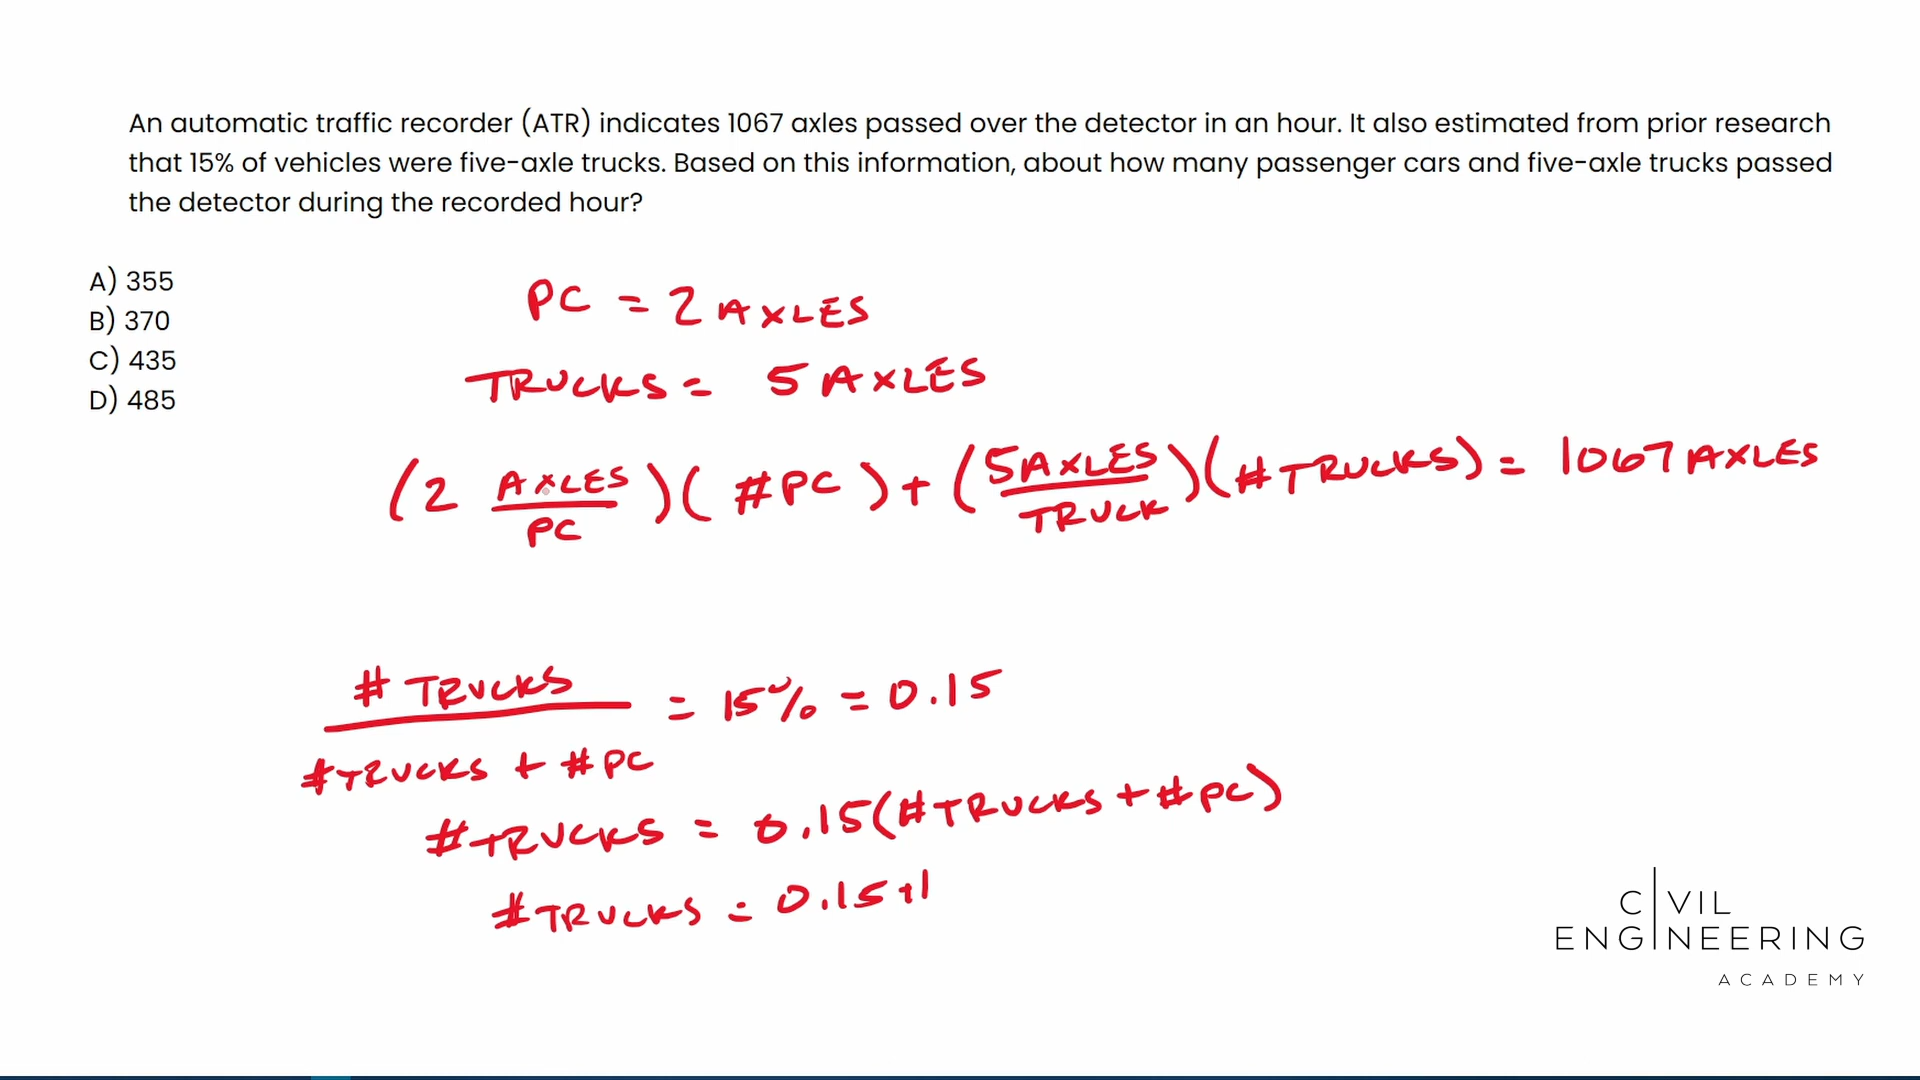 An automatic traffic recorder (ATR) indicates 1067 axles passed over the detector in an hour. It also estimated from prior research
that 15% of vehicles were five-axle trucks. Based on this information, about how many passenger cars and five-axle trucks passed
the detector during the recorded hour?
A) 355
B) 370
C) 435
D) 485
PC = 2 AXLES
TRUCKS = 5 AXLES
(2 AXLES/PC)(#PC) + (5 AXLES/TRUCK)(# TRUCKS) = 1067 AXLES
# TRUCKS
= 15% = 0.15
#TRUCKS + #PC
#TRUCKS = 0.15(#TRUCKS + #PC)
#TRUCKS = 0.15
CIVIL
ENGINEERING
ACADEMY